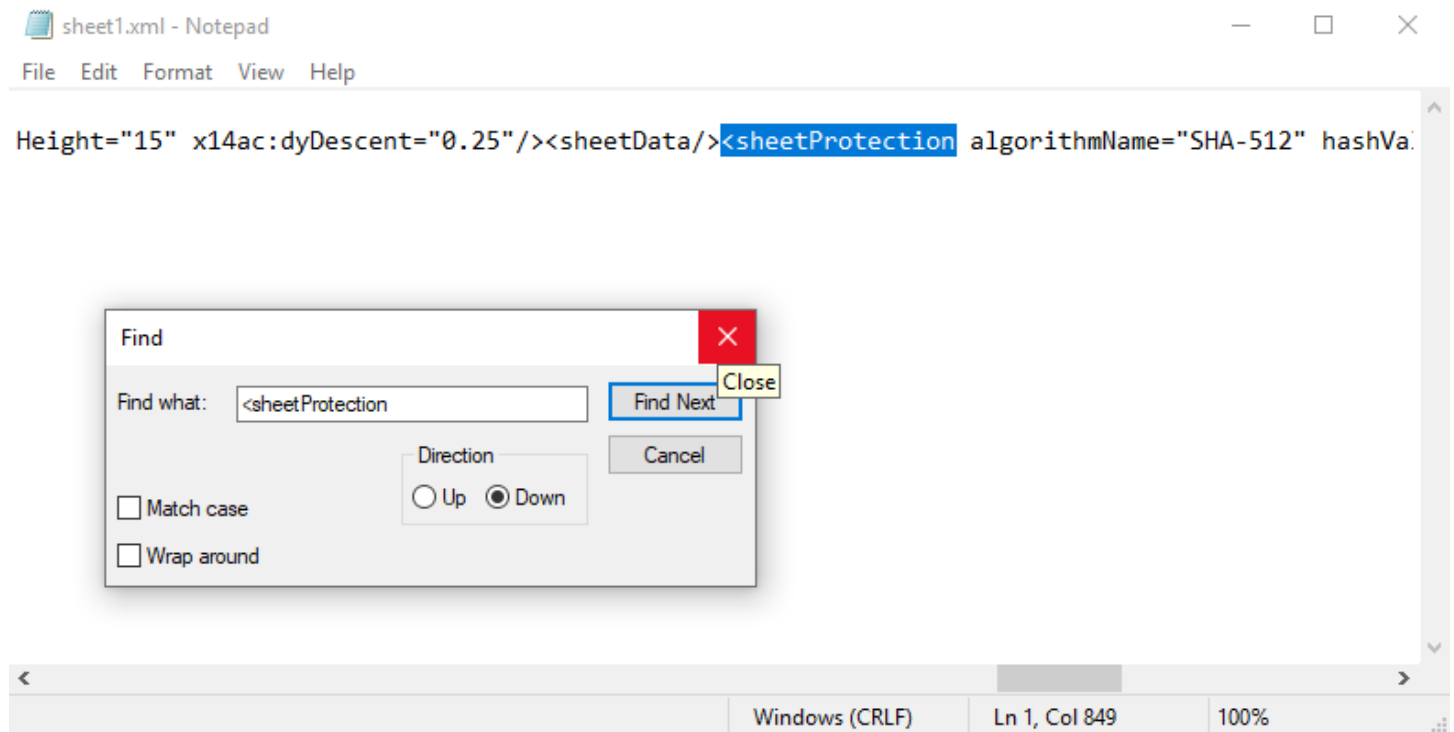 sheet1.xml - Notepad
File Edit Format View Help
Height="15" x14ac:dyDescent="0.25"/><sheetData/><sheetProtection algorithmName="SHA-512" hashVa
Find
Close
Find what: <sheetProtection Find Next
Direction Cancel
Up Down
Match case
Wrap around
Windows (CRLF) Ln 1, Col 849 100%